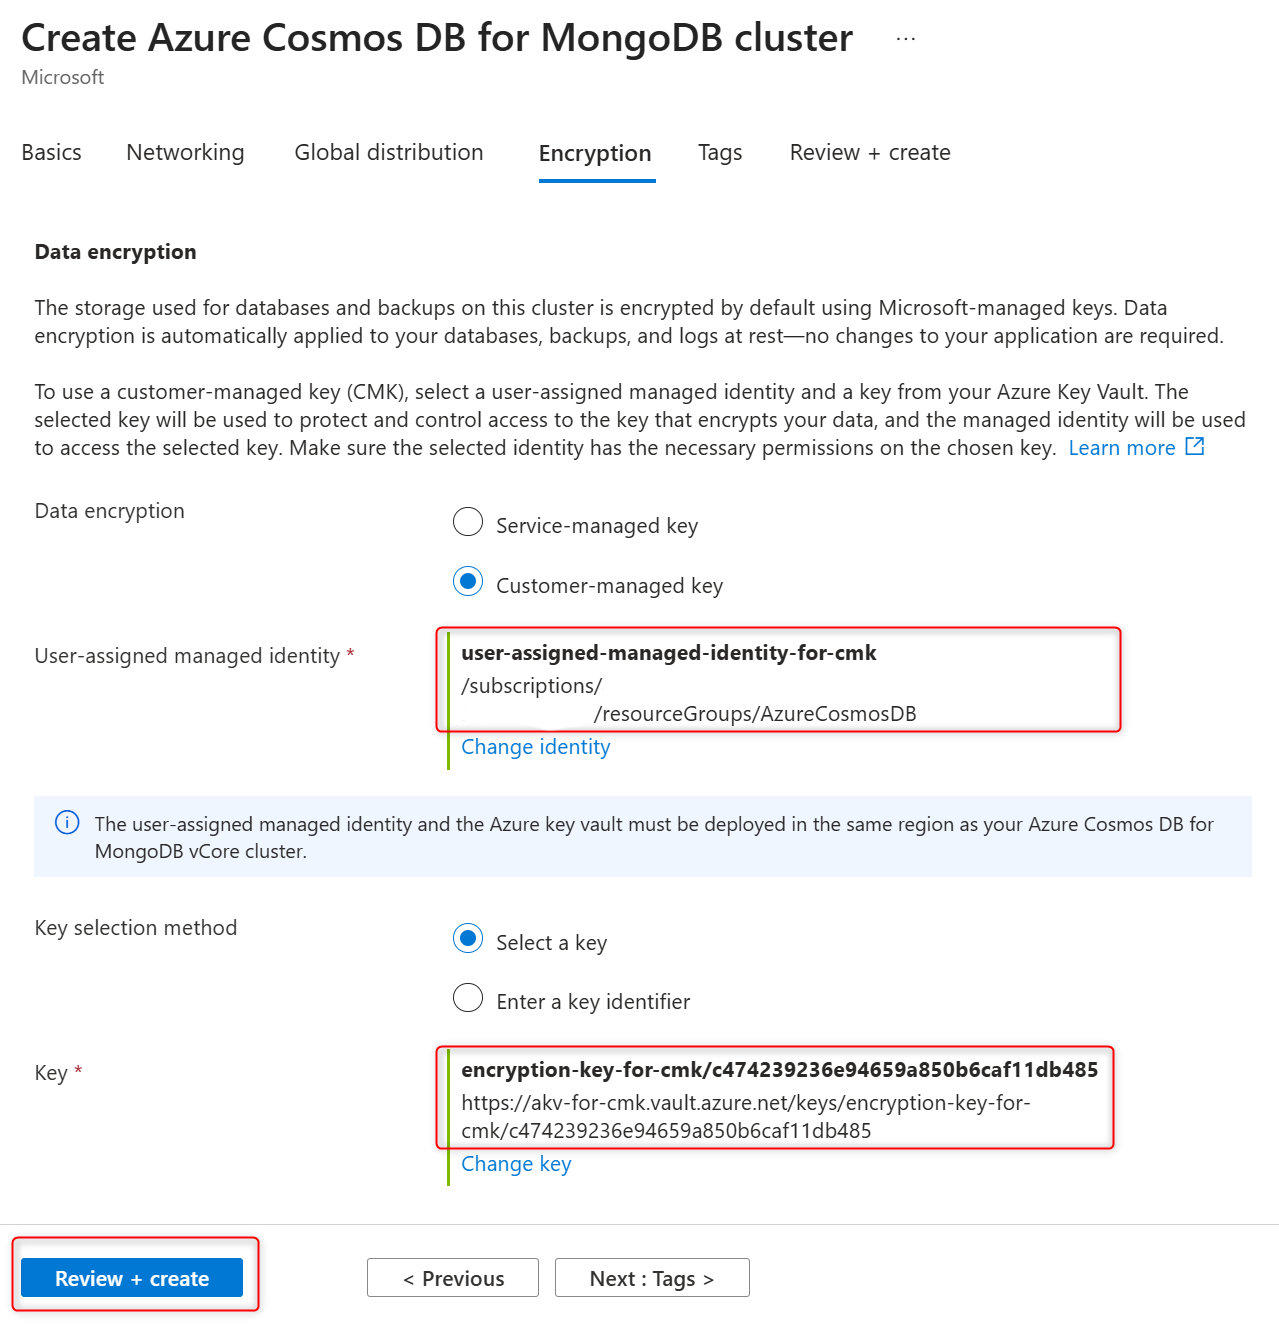 Create Azure Cosmos DB for MongoDB cluster ...
Microsoft
Basics Networking Global distribution Encryption Tags Review + create
Data encryption
The storage used for databases and backups on this cluster is encrypted by default using Microsoft-managed keys. Data
encryption is automatically applied to your databases, backups, and logs at rest—no changes to your application are required.
To use a customer-managed key (CMK), select a user-assigned managed identity and a key from your Azure Key Vault. The
selected key will be used to protect and control access to the key that encrypts your data, and the managed identity will be used
to access the selected key. Make sure the selected identity has the necessary permissions on the chosen key. Learn more
Data encryption
Service-managed key
Customer-managed key
User-assigned managed identity *
user-assigned-managed-identity-for-cmk
/subscriptions/
/resourceGroups/AzureCosmosDB
Change identity
The user-assigned managed identity and the Azure key vault must be deployed in the same region as your Azure Cosmos DB for
MongoDB vCore cluster.
Key selection method
Select a key
Enter a key identifier
Key *
encryption-key-for-cmk/c474239236e94659a850b6caf11db485
https://akv-for-cmk.vault.azure.net/keys/encryption-key-for-
cmk/c474239236e94659a850b6caf11db485
Change key
Review + create < Previous Next : Tags >